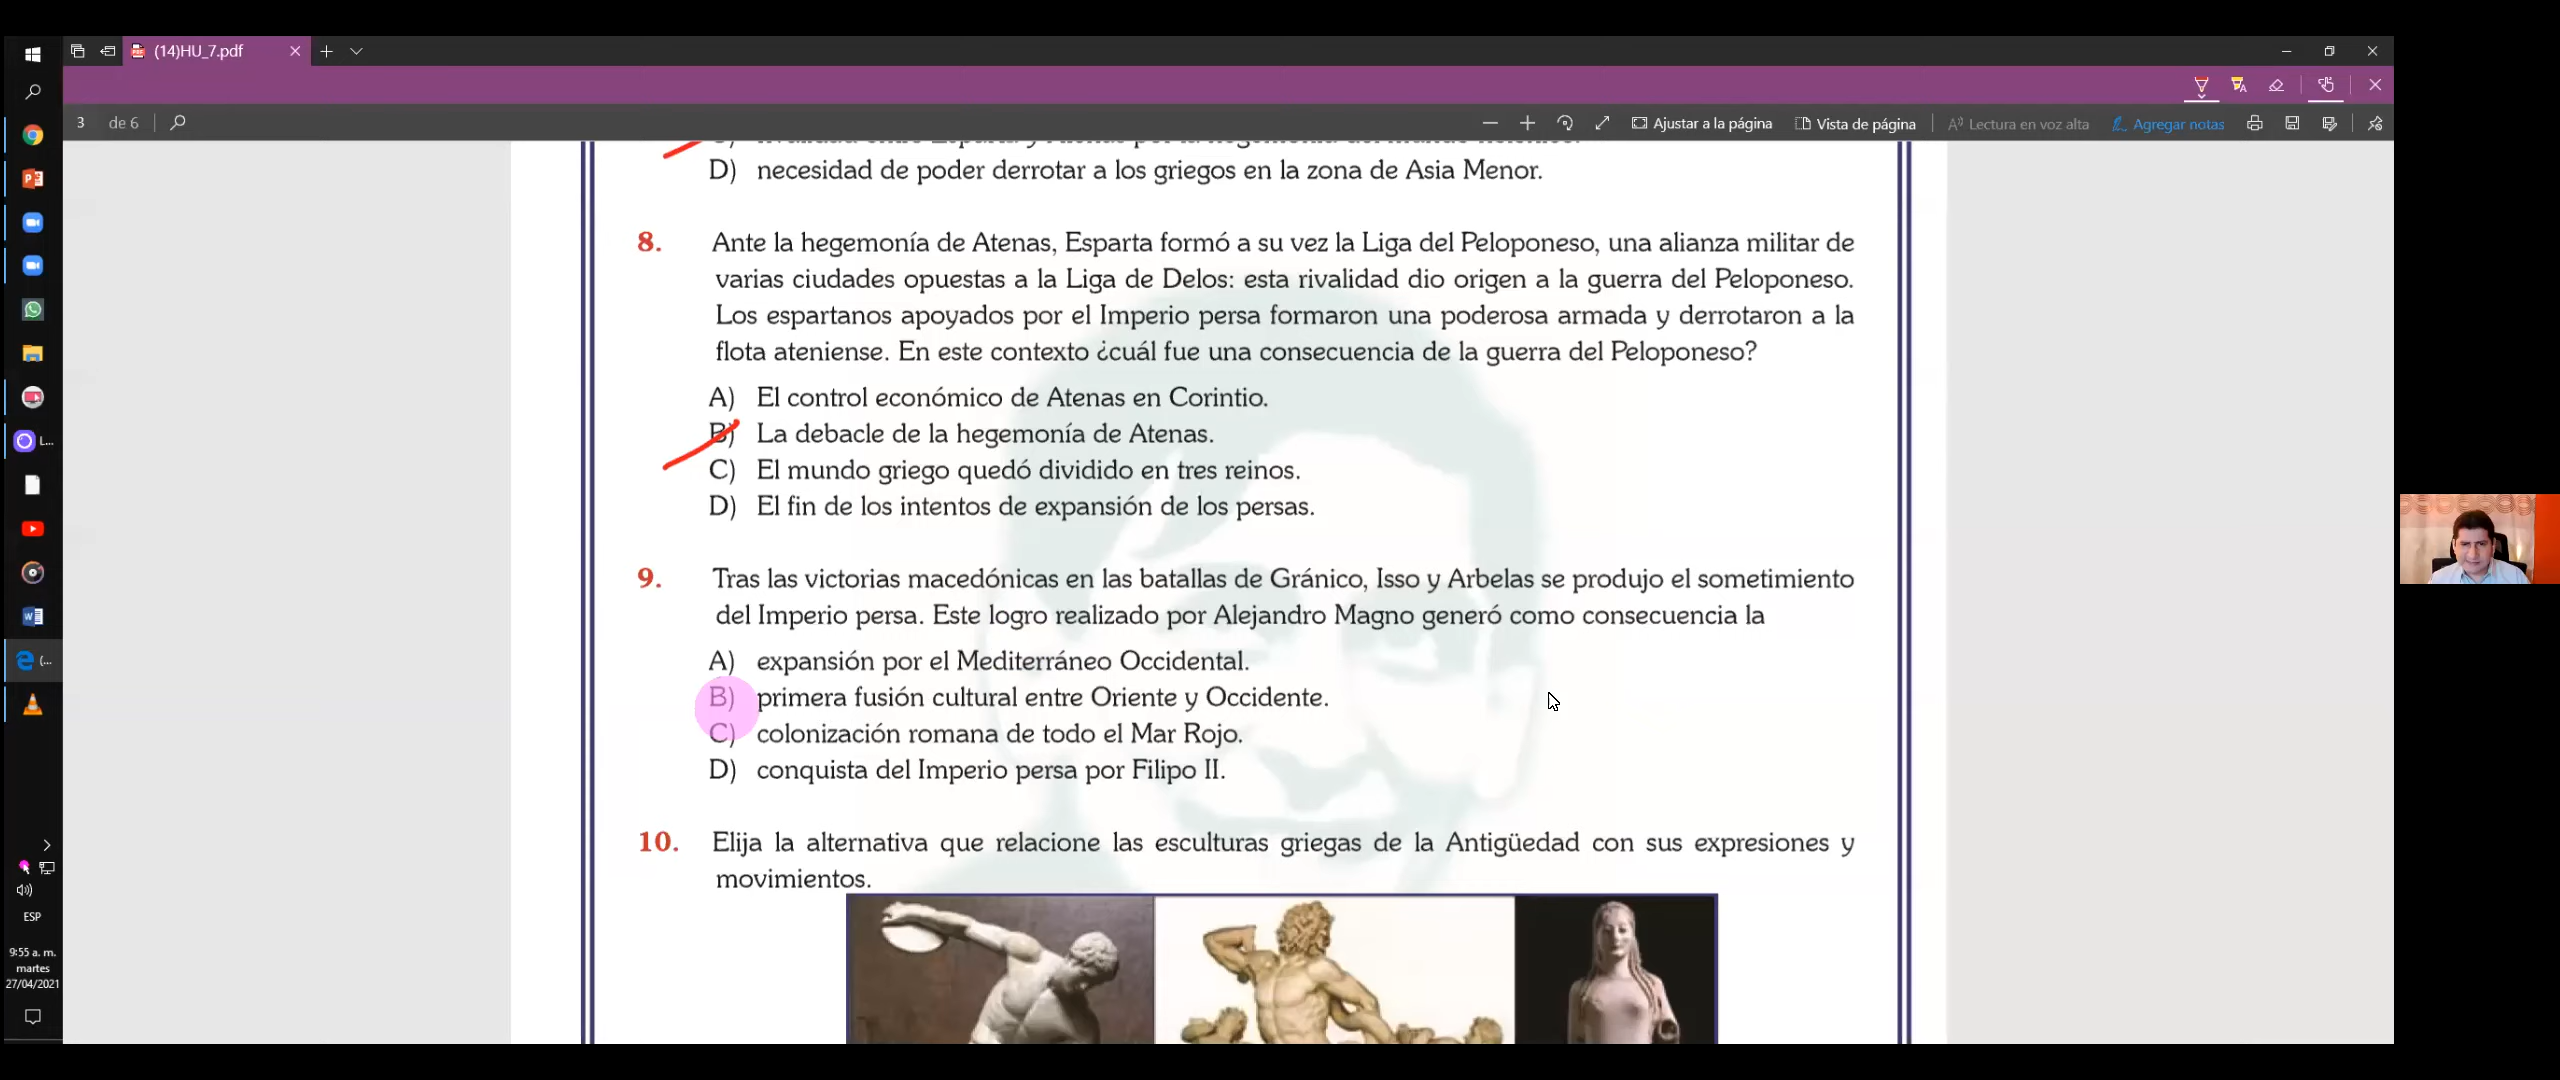 (14)HU_7.pdf
3 de 6
Ajustar a la página
Vista de página
Lectura en voz alta
Agregar notas
D) necesidad de poder derrotar a los griegos en la zona de Asia Menor.
8. Ante la hegemonía de Atenas, Esparta formó a su vez la Liga del Peloponeso, una alianza militar de
varias ciudades opuestas a la Liga de Delos: esta rivalidad dio origen a la guerra del Peloponeso.
Los espartanos apoyados por el Imperio persa formaron una poderosa armada y derrotaron a la
flota ateniense. En este contexto ¿cuál fue una consecuencia de la guerra del Peloponeso?
A) El control económico de Atenas en Corintio.
B) La debacle de la hegemonía de Atenas.
C) El mundo griego quedó dividido en tres reinos.
D) El fin de los intentos de expansión de los persas.
9. Tras las victorias macedónicas en las batallas de Gránico, Isso y Arbelas se produjo el sometimiento
del Imperio persa. Este logro realizado por Alejandro Magno generó como consecuencia la
A) expansión por el Mediterráneo Occidental.
B) primera fusión cultural entre Oriente y Occidente.
C) colonización romana de todo el Mar Rojo.
D) conquista del Imperio persa por Filipo II.
10. Elija la alternativa que relacione las esculturas griegas de la Antigüedad con sus expresiones y
movimientos.
L...
(...
ESP
9:55 a. m.
martes
27/04/2021